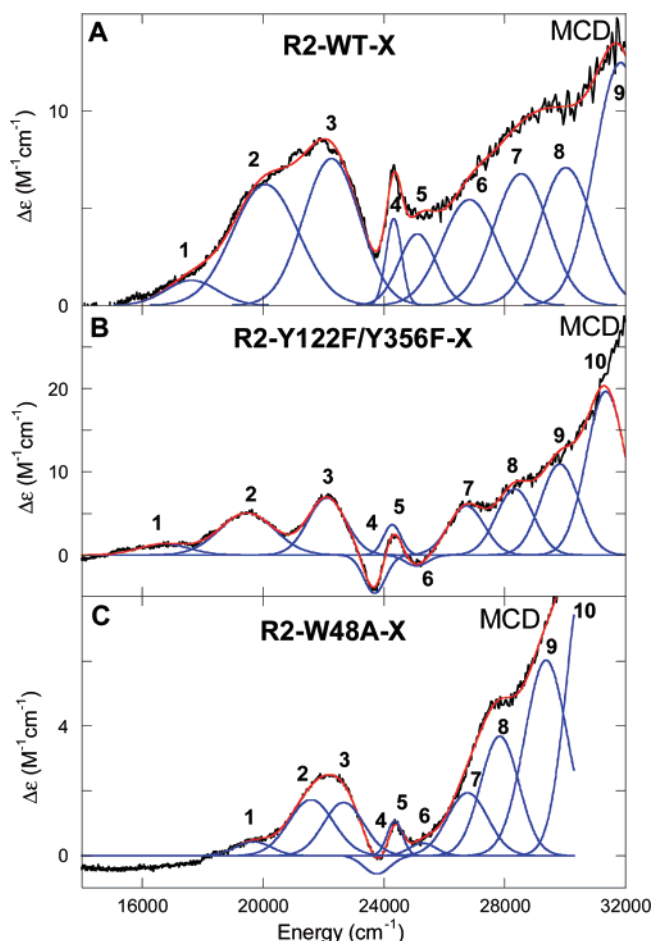 A
R2-WT-X
MCD
10
0
Δε (M⁻¹cm⁻¹)
1
2
3
4
5
6
7
8
9
B
R2-Y122F/Y356F-X
MCD
20
10
0
Δε (M⁻¹cm⁻¹)
1
2
3
4
5
6
7
8
9
10
C
R2-W48A-X
MCD
4
0
Δε (M⁻¹cm⁻¹)
1
2
3
4
5
6
7
8
9
10
16000 20000 24000 28000 32000
Energy (cm⁻¹)